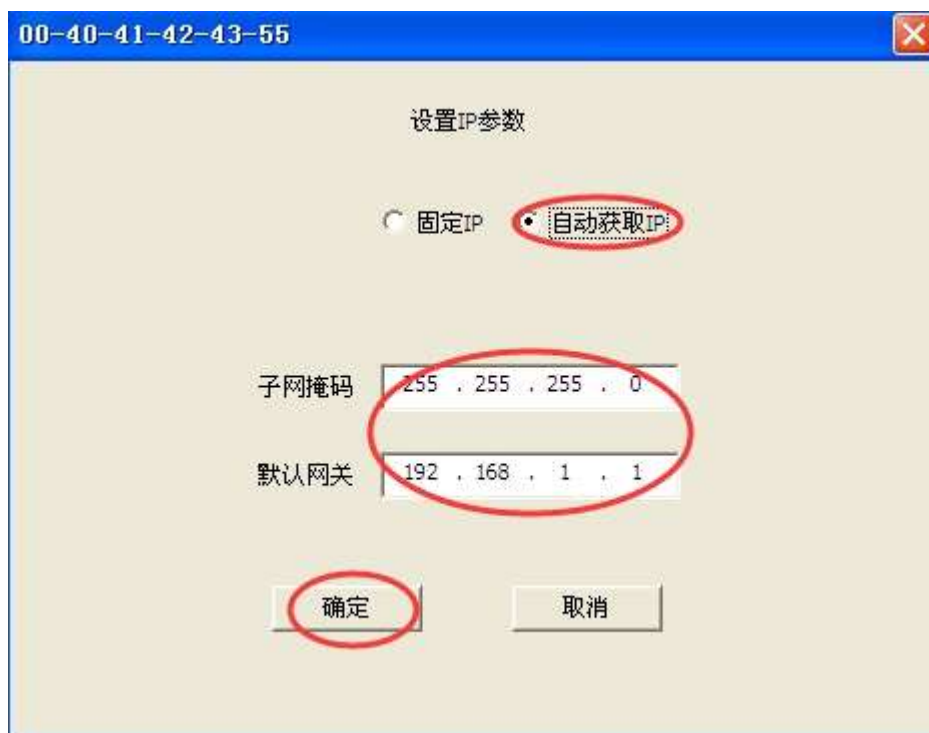 00-40-41-42-43-55
设置IP参数
固定IP 自动获取IP
子网掩码 255 . 255 . 255 . 0
默认网关 192 . 168 . 1 . 1
确定 取消